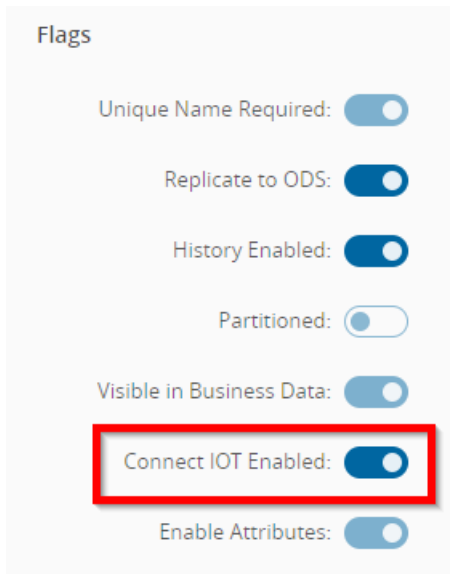 Flags
Unique Name Required:
Replicate to ODS:
History Enabled:
Partitioned:
Visible in Business Data:
Connect IOT Enabled:
Enable Attributes: